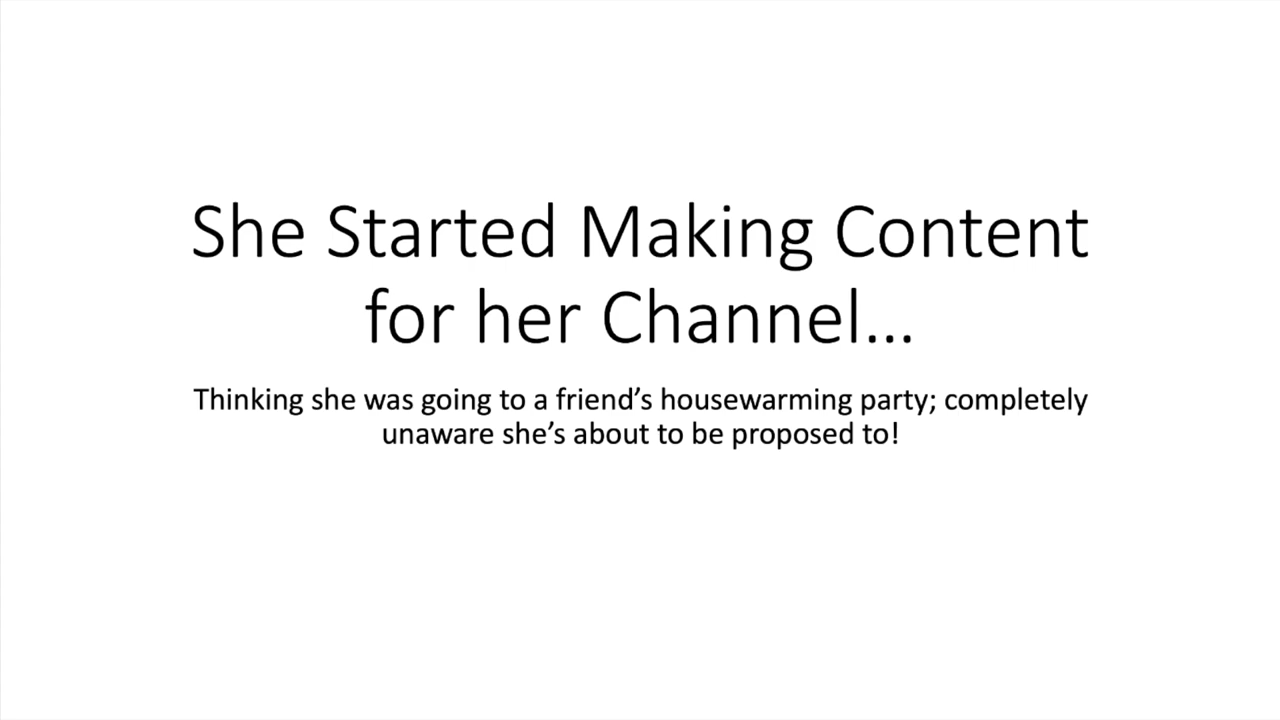 She Started Making Content
for her Channel...
Thinking she was going to a friend’s housewarming party; completely
unaware she’s about to be proposed to!